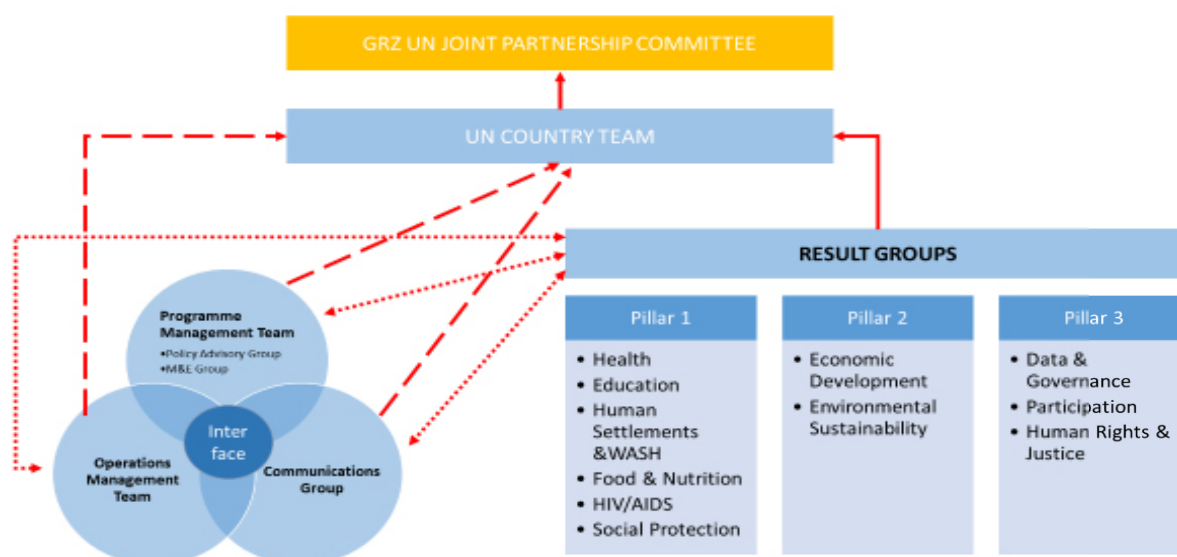 GRZ UN JOINT PARTNERSHIP COMMITTEE
UN COUNTRY TEAM
RESULT GROUPS
Programme
Management Team
•Policy Advisory Group
•M&E Group
Inter
face
Operations
Management
Team
Communications
Group
Pillar 1
• Health
• Education
• Human
Settlements
&WASH
• Food & Nutrition
• HIV/AIDS
• Social Protection
Pillar 2
• Economic
Development
• Environmental
Sustainability
Pillar 3
• Data &
Governance
• Participation
• Human Rights &
Justice